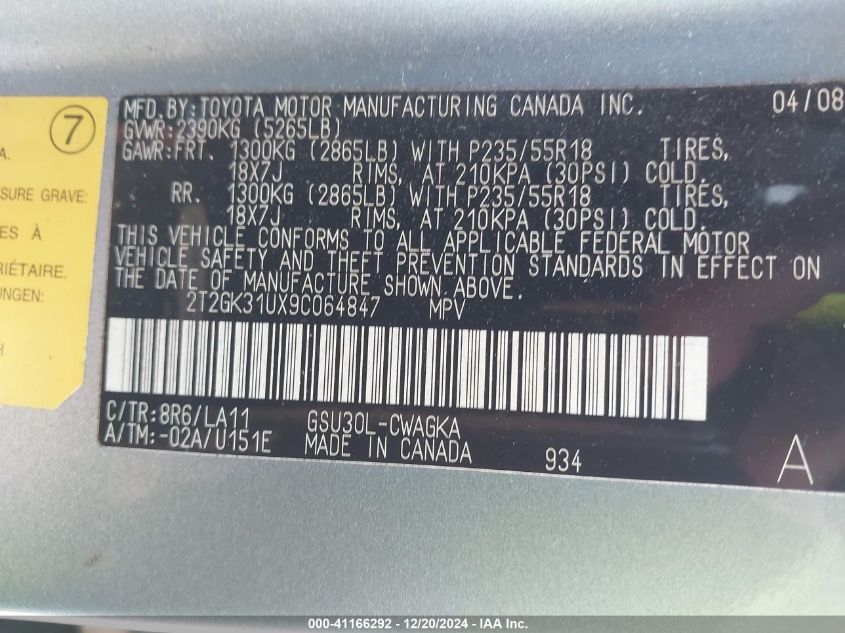 7
A.
SURE GRAVE:
ES À
RIÉTAIRE.
UNGEN:
H
MFD.BY:TOYOTA MOTOR MANUFACTURING CANADA INC. 04/08
GVWR:2390KG (5265LB)
GAWR:FRT. 1300KG (2865LB) WITH P235/55R18 TIRES,
18X7J RIMS, AT 210KPA (30PSI) COLD.
RR. 1300KG (2865LB) WITH P235/55R18 TIRES,
18X7J RIMS, AT 210KPA (30PSI) COLD.
THIS VEHICLE CONFORMS TO ALL APPLICABLE FEDERAL MOTOR
VEHICLE SAFETY AND THEFT PREVENTION STANDARDS IN EFFECT ON
THE DATE OF MANUFACTURE SHOWN ABOVE.
2T2GK31UX9C064847 MPV
C/TR:8R6/LA11 GSU30L-CWAGKA
A/TM:-02A/U151E MADE IN CANADA 934 A
000-41166292 - 12/20/2024 - IAA Inc.